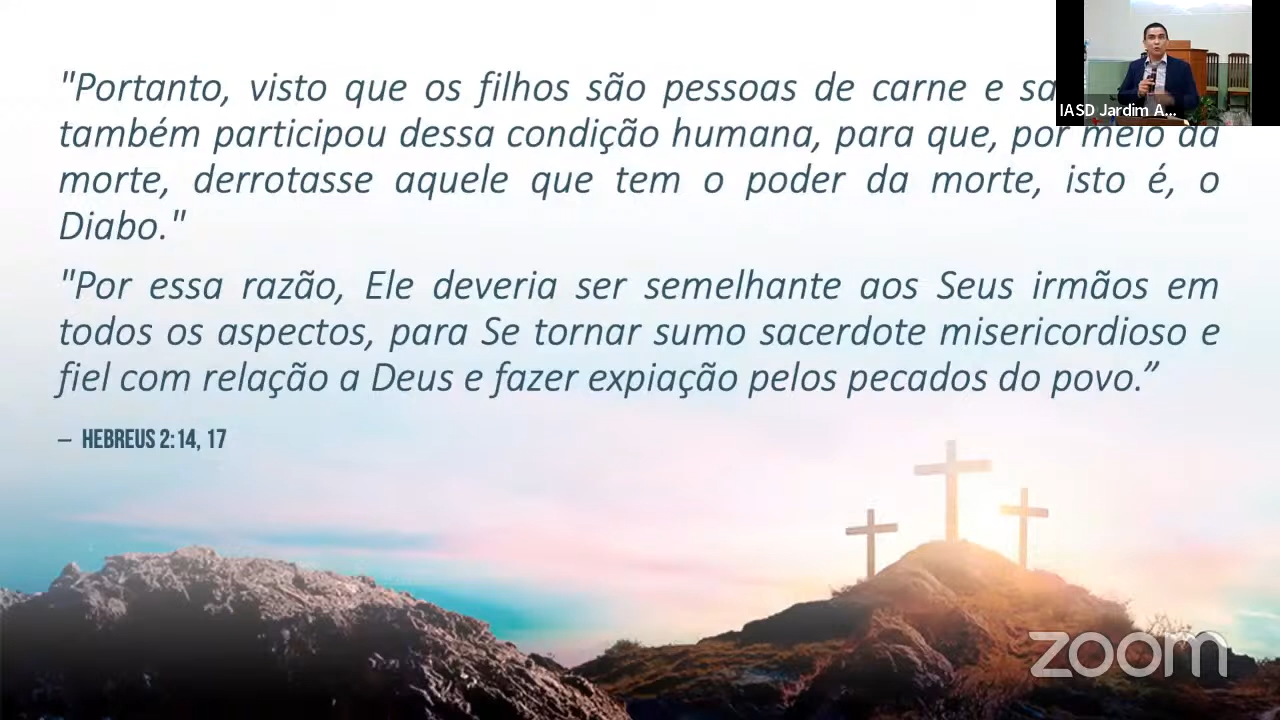 "Portanto, visto que os filhos são pessoas de carne e
também participou dessa condição humana, para que, por meio da
morte, derrotasse aquele que tem o poder da morte, isto é, o
Diabo."
"Por essa razão, Ele deveria ser semelhante aos Seus irmãos em
todos os aspectos, para Se tornar sumo sacerdote misericordioso e
fiel com relação a Deus e fazer expiação pelos pecados do povo.”
– HEBREUS 2:14, 17
IASD Jardim A...
zoom